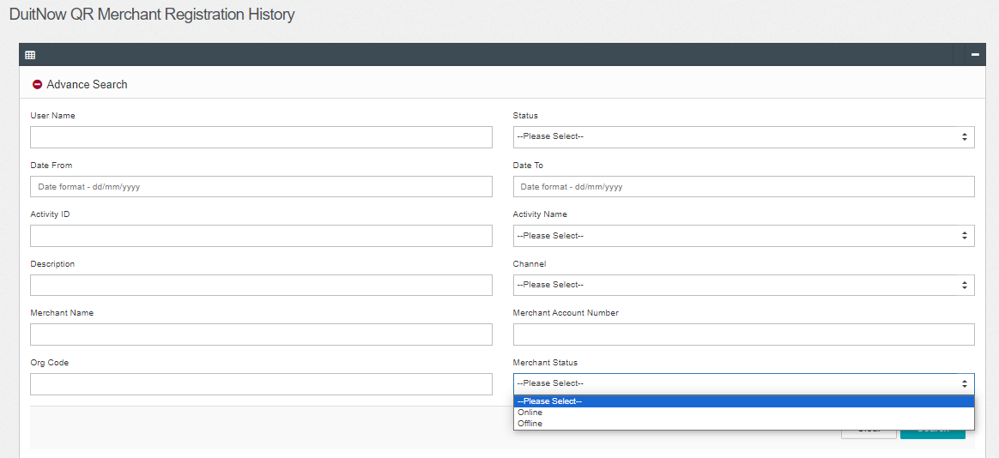 DuitNow QR Merchant Registration History
Advance Search
User Name
Status
--Please Select--
Date From
Date To
Date format - dd/mm/yyyy
Date format - dd/mm/yyyy
Activity ID
Activity Name
--Please Select--
Description
Channel
--Please Select--
Merchant Name
Merchant Account Number
Org Code
Merchant Status
--Please Select--
--Please Select--
Online
Offline